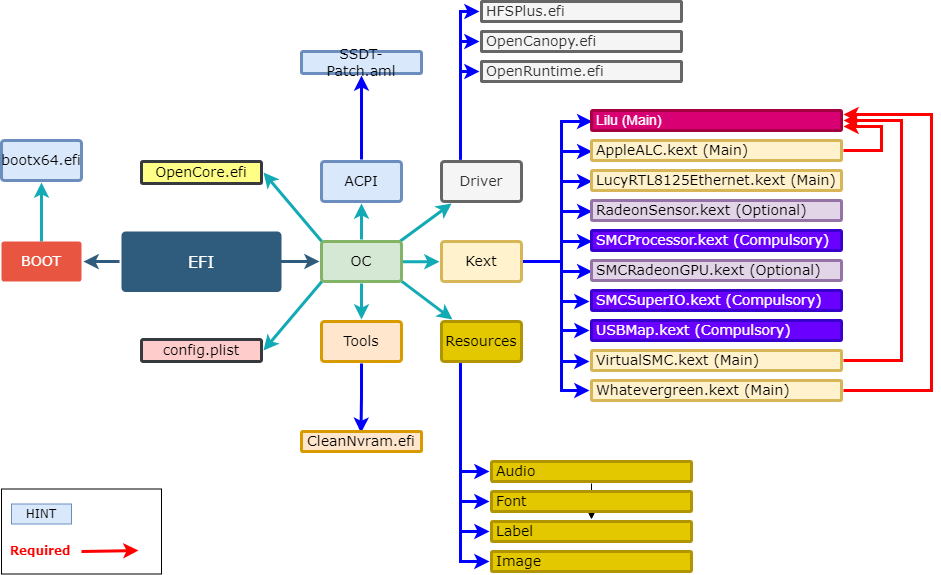 HFSPlus.efi
OpenCanopy.efi
OpenRuntime.efi
SSDT-
Patch.aml
Lilu (Main)
bootx64.efi
AppleALC.kext (Main)
OpenCore.efi
ACPI
Driver
LucyRTL8125Ethernet.kext (Main)
RadeonSensor.kext (Optional)
SMCProcessor.kext (Compulsory)
BOOT
EFI
OC
Kext
SMCRadeonGPU.kext (Optional)
SMCSuperIO.kext (Compulsory)
USBMap.kext (Compulsory)
config.plist
Tools
Resources
VirtualSMC.kext (Main)
Whatevergreen.kext (Main)
CleanNvram.efi
Audio
Font
Label
Image
HINT
Required